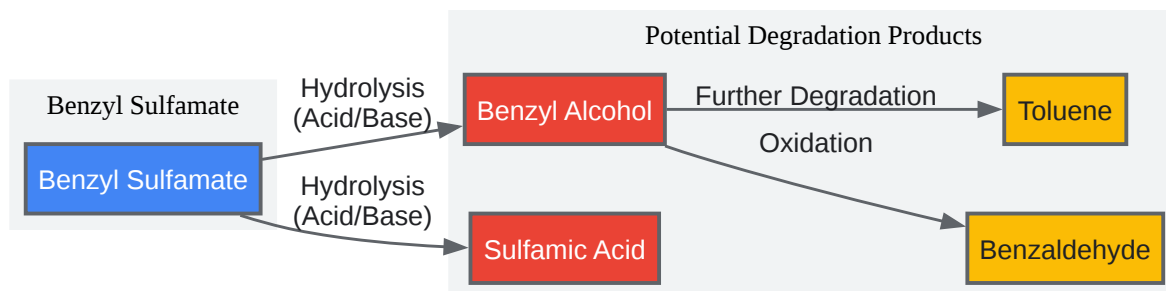 Potential Degradation Products
Benzyl Sulfamate
Benzyl Sulfamate
Hydrolysis
(Acid/Base)
Hydrolysis
(Acid/Base)
Benzyl Alcohol
Sulfamic Acid
Further Degradation
Oxidation
Toluene
Benzaldehyde